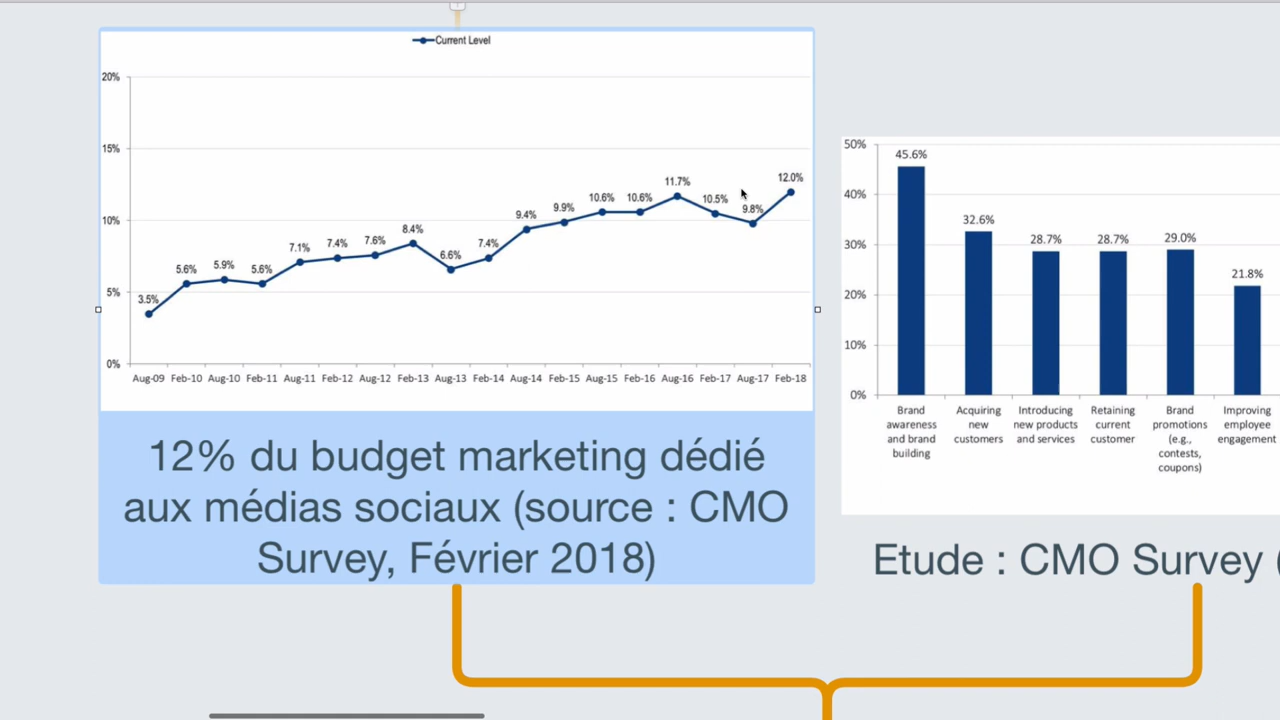 Current Level
20%
15%
10%
5%
0%
3.5%
5.6%
5.9%
5.6%
7.1%
7.4%
7.6%
8.4%
6.6%
7.4%
9.4%
9.9%
10.6%
10.6%
11.7%
10.5%
9.8%
12.0%
Aug-09 Feb-10 Aug-10 Feb-11 Aug-11 Feb-12 Aug-12 Feb-13 Aug-13 Feb-14 Aug-14 Feb-15 Aug-15 Feb-16 Aug-16 Feb-17 Aug-17 Feb-18
12% du budget marketing dédié
aux médias sociaux (source : CMO
Survey, Février 2018)
50%
40%
30%
20%
10%
0%
45.6%
32.6%
28.7%
28.7%
29.0%
21.8%
Brand
awareness
and brand
building
Acquiring
new
customers
Introducing
new products
and services
Retaining
current
customer
Brand
promotions
(e.g.,
contests,
coupons)
Improving
employee
engagement
Etude : CMO Survey (